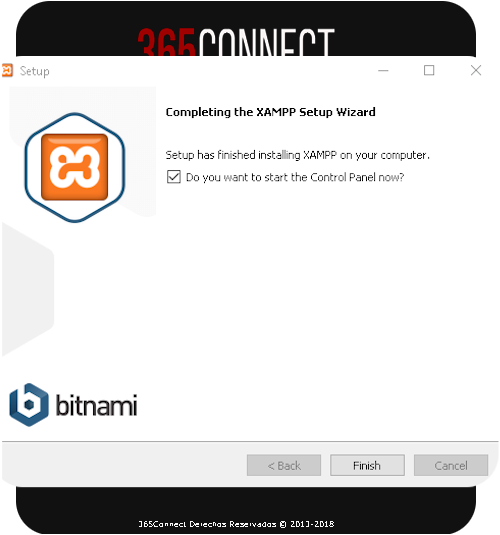 365CONNECT
Setup
Completing the XAMPP Setup Wizard
Setup has finished installing XAMPP on your computer.
Do you want to start the Control Panel now?
bitnami
< Back
Finish
Cancel
365Connect Derechos Reservados © 2013-2018